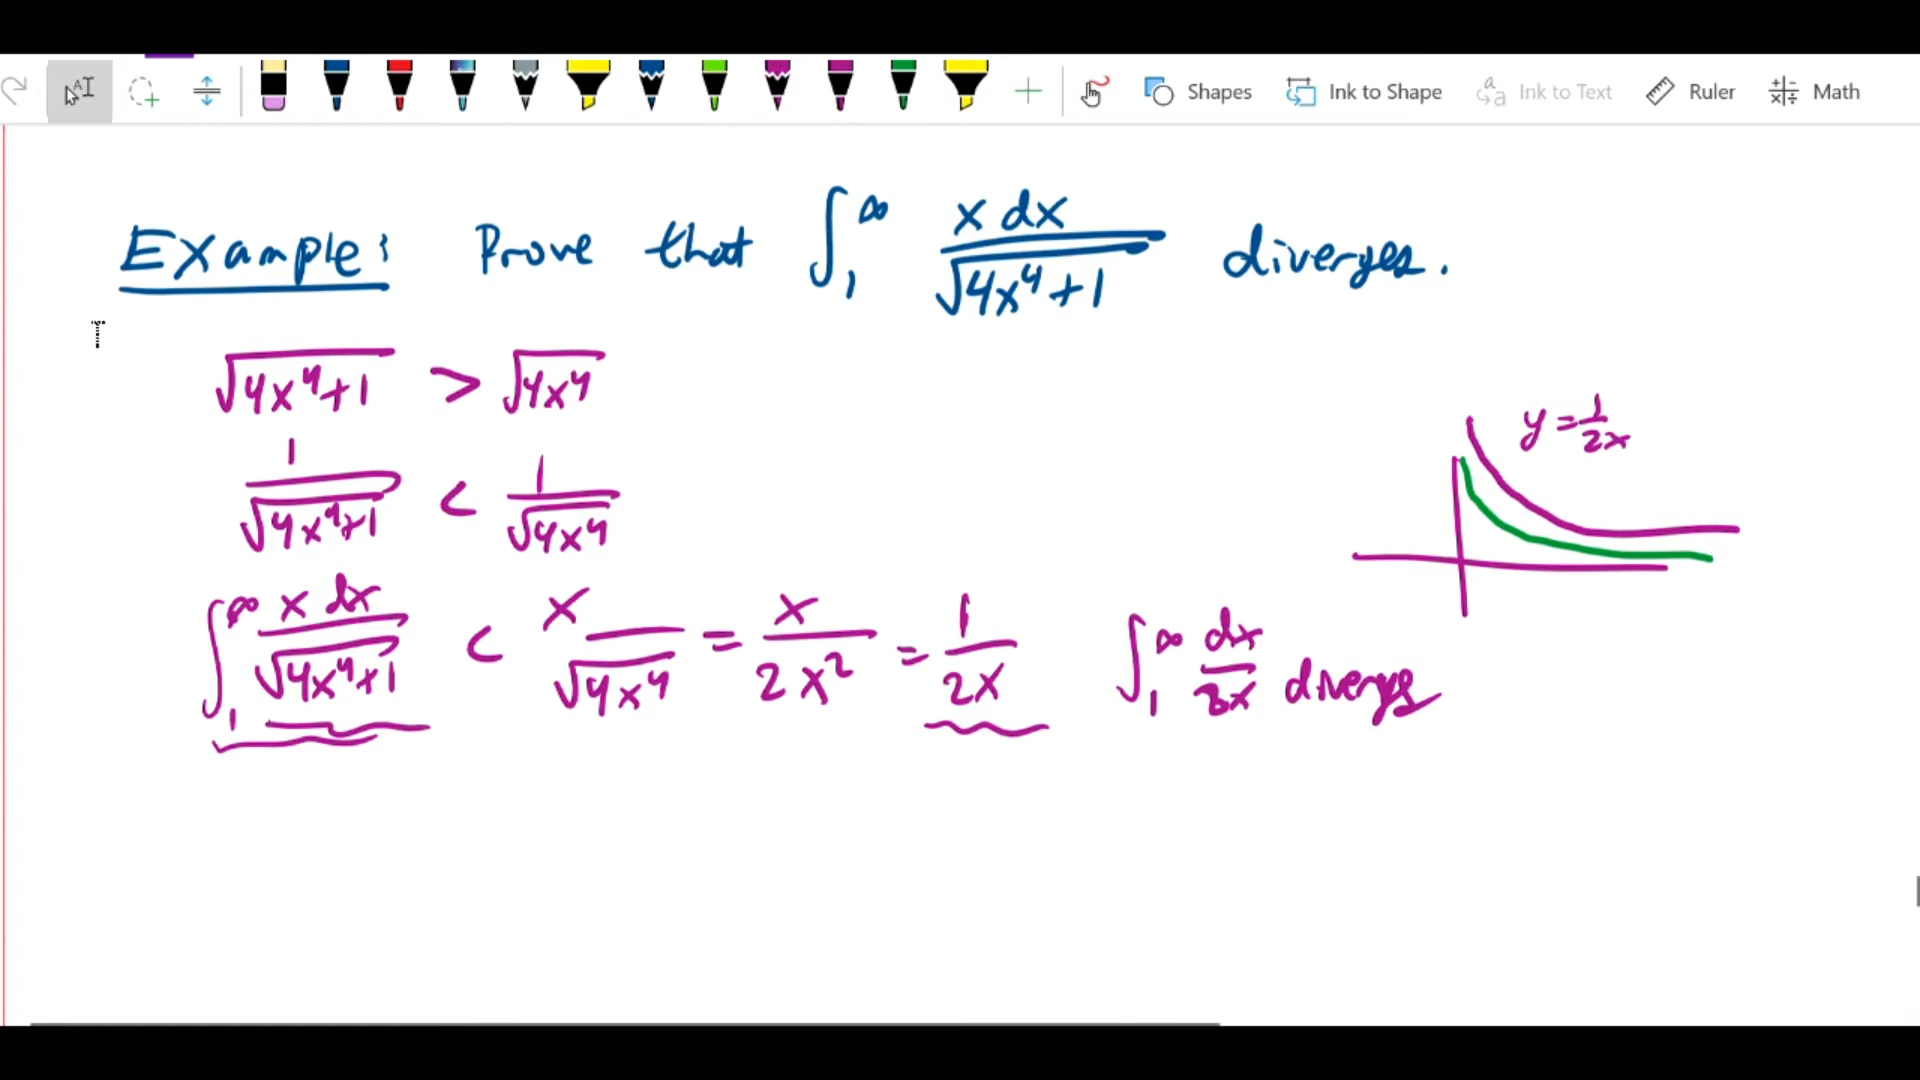 Shapes Ink to Shape Ink to Text Ruler Math
Example: Prove that ∫₁^∞ x dx / √(4x⁴+1) diverges.
√(4x⁴+1) > √(4x⁴)
1/√(4x⁴+1) < 1/√(4x⁴)
y = 1/2x
∫₁^∞ x dx / √(4x⁴+1) < x/√(4x⁴) = x/2x² = 1/2x ∫₁^∞ dx/2x diverges